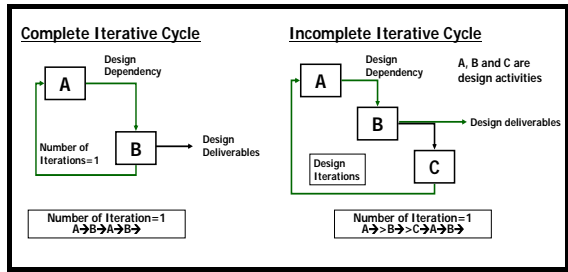 Complete Iterative Cycle
A
Design
Dependency
B
Number of
Iterations=1
Design
Deliverables
Number of Iteration=1
A→B→A→B→
Incomplete Iterative Cycle
A
Design
Dependency
A, B and C are
design activities
B
Design deliverables
C
Design
Iterations
Number of Iteration=1
A→>B→>C→A→B→